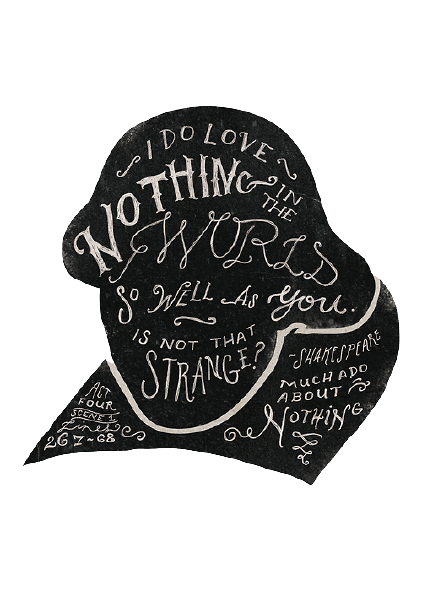 I DO LOVE
NOTHING IN
THE
WORLD
SO WELL AS YOU.
IS NOT THAT
STRANGE?
~SHAKESPEARE
MUCH ADO
ABOUT
NOTHING
ACT
FOUR
SCENE 1
Lines
267~68